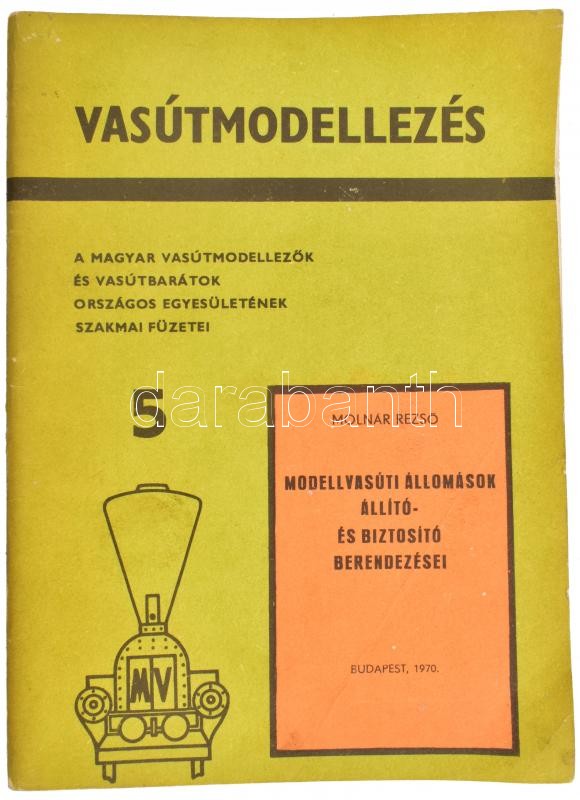 VASÚTMODELLEZÉS
A MAGYAR VASÚTMODELLEZŐK
ÉS VASÚTBARÁTOK
ORSZÁGOS EGYESÜLETÉNEK
SZAKMAI FÜZETEI
5
darabanth
MOLNÁR REZSŐ
MODELLVASÚTI ÁLLOMÁSOK
ÁLLÍTÓ-
ÉS BIZTOSÍTÓ
BERENDEZÉSEI
BUDAPEST, 1970.
MV